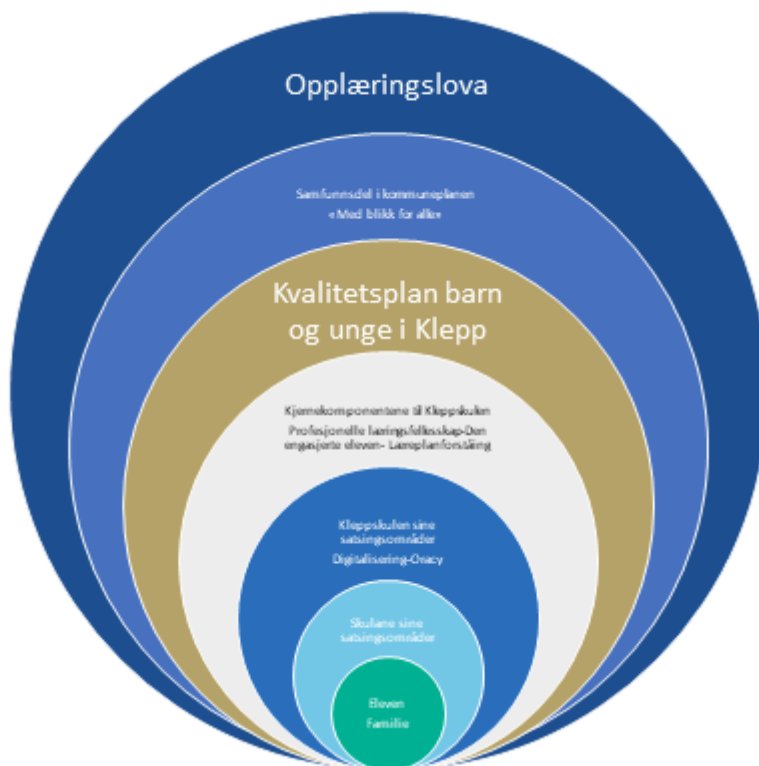 Opplæringslova
Samfunnsdel i kommuneplanen
«Med blikk for alle»
Kvalitetsplan barn
og unge i Klepp
Kjernekomponentene til Kleppskulen
Profesjonelle læringsfellesskap-Den
engasjerte eleven- Læreplanforståing
Kleppskulen sine
satsingsområder
Digitalisering-Oracy
Skulane sine
satsingsområder
Eleven
Familie